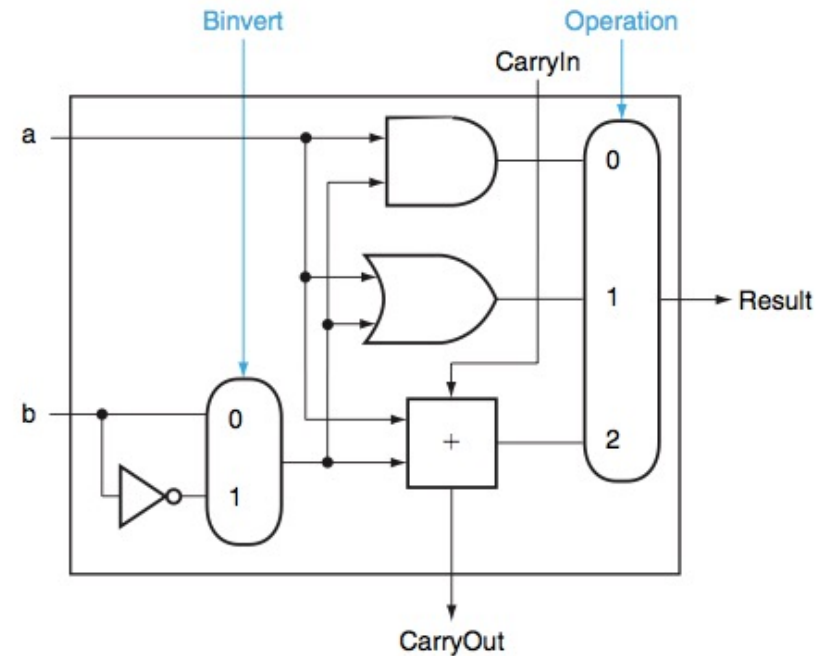 Binvert
Operation
CarryIn
a
0
1
Result
b
0
+
2
1
CarryOut